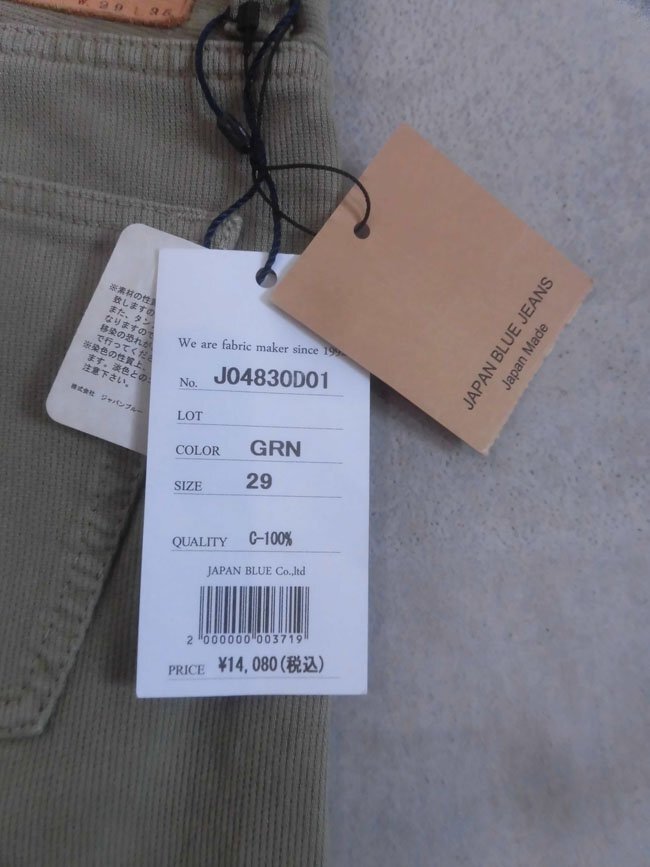 ※素材の性質
致しますの
また、タン
なりますので
移染の恐れが
で行ってくださ
※染色の性質上
ます。淡色との
注意下さい。
株式会社 ジャパンブルー
We are fabric maker since 199
No. J04830D01
LOT
COLOR GRN
SIZE 29
QUALITY C-100%
JAPAN BLUE Co.,ltd
2 000000 003719
PRICE ¥14,080(税込)
JAPAN BLUE JEANS
Japan Made